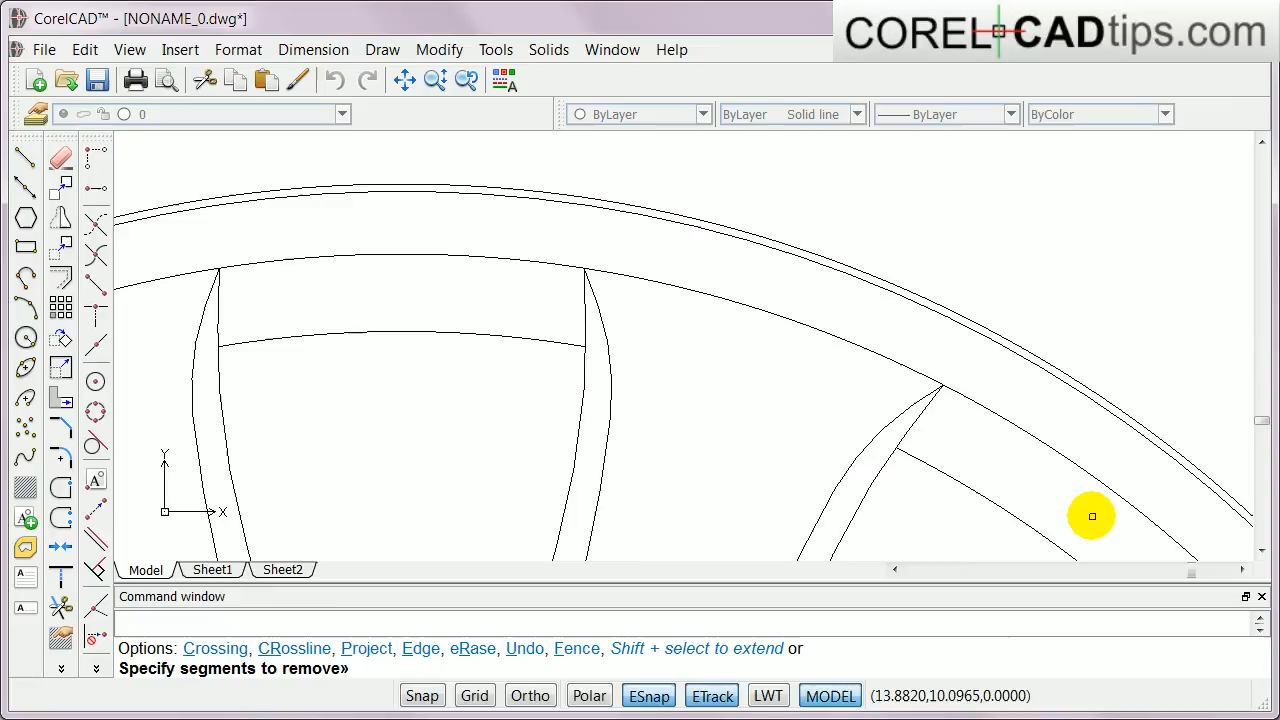 CorelCAD™ - [NONAME_0.dwg*]
COREL CADtips.com
File Edit View Insert Format Dimension Draw Modify Tools Solids Window Help
0 ByLayer ByLayer Solid line ByLayer ByColor
Y
X
Model Sheet1 Sheet2
Command window
Options: Crossing, CRossline, Project, Edge, eRase, Undo, Fence, Shift + select to extend or
Specify segments to remove»
Snap Grid Ortho Polar ESnap ETrack LWT MODEL (13.8820,10.0965,0.0000)